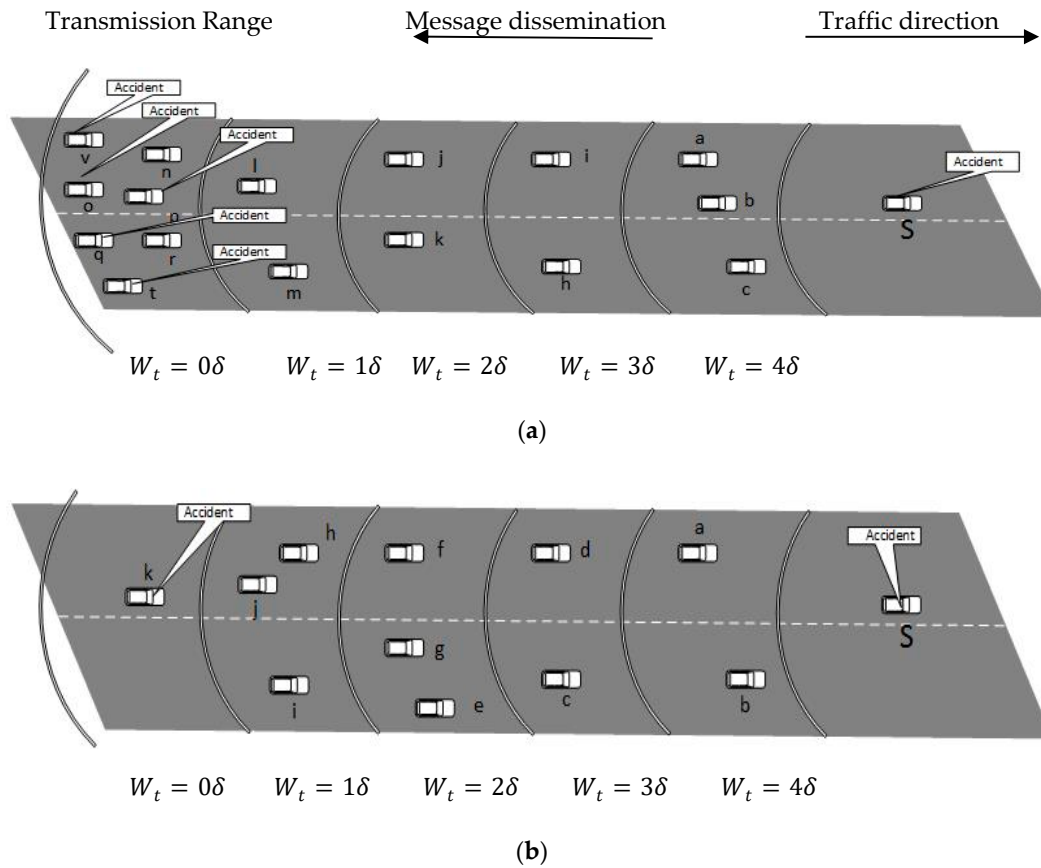 Transmission Range Message dissemination Traffic direction
Accident
Accident
Accident
v
n
l
j
i
a
Accident
o
p
b
S
Accident
q
r
k
Accident
t
m
h
c
W_t = 0δ W_t = 1δ W_t = 2δ W_t = 3δ W_t = 4δ
(a)
Accident
h
f
d
a
Accident
k
j
S
g
i
e
c
b
W_t = 0δ W_t = 1δ W_t = 2δ W_t = 3δ W_t = 4δ
(b)